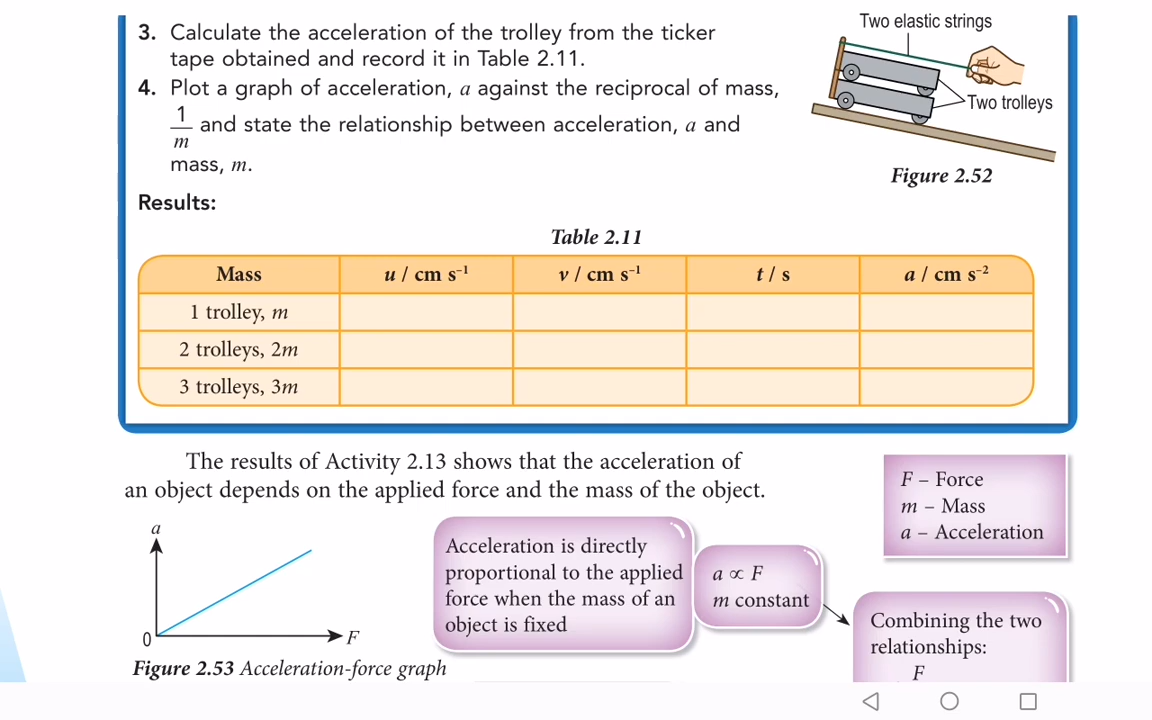 3. Calculate the acceleration of the trolley from the ticker
tape obtained and record it in Table 2.11.
4. Plot a graph of acceleration, a against the reciprocal of mass,
1/m and state the relationship between acceleration, a and
mass, m.
Two elastic strings
Two trolleys
Figure 2.52
Results:
Table 2.11
Mass u / cm s⁻¹ v / cm s⁻¹ t / s a / cm s⁻²
1 trolley, m
2 trolleys, 2m
3 trolleys, 3m
The results of Activity 2.13 shows that the acceleration of
an object depends on the applied force and the mass of the object.
F – Force
m – Mass
a – Acceleration
a
0
F
Figure 2.53 Acceleration-force graph
Acceleration is directly
proportional to the applied
force when the mass of an
object is fixed
a ∝ F
m constant
Combining the two
relationships:
F